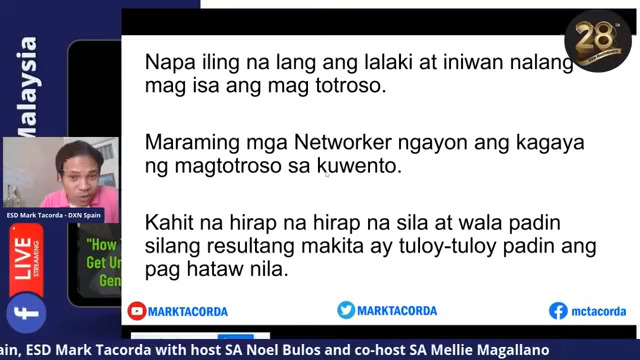 Malaysia
28
Napa iling na lang ang lalaki at iniwan nalang
mag isa ang mag totroso.
Maraming mga Networker ngayon ang kagaya
ng magtotroso sa kuwento.
Kahit na hirap na hirap na sila at wala padin
silang resultang makita ay tuloy-tuloy padin ang
pag hataw nila.
ESD Mark Tacorda - DXN Spain
LIVE
STREAMING
f
"How
Get Un
Gen
MARKTACORDA
MARKTACORDA
mctacorda
ain, ESD Mark Tacorda with host SA Noel Bulos and co-host SA Mellie Magallano